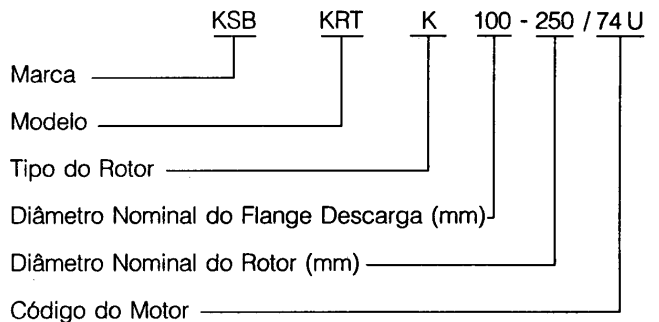 KSB KRT K 100 - 250 / 74 U
Marca
Modelo
Tipo do Rotor
Diâmetro Nominal do Flange Descarga (mm)
Diâmetro Nominal do Rotor (mm)
Código do Motor